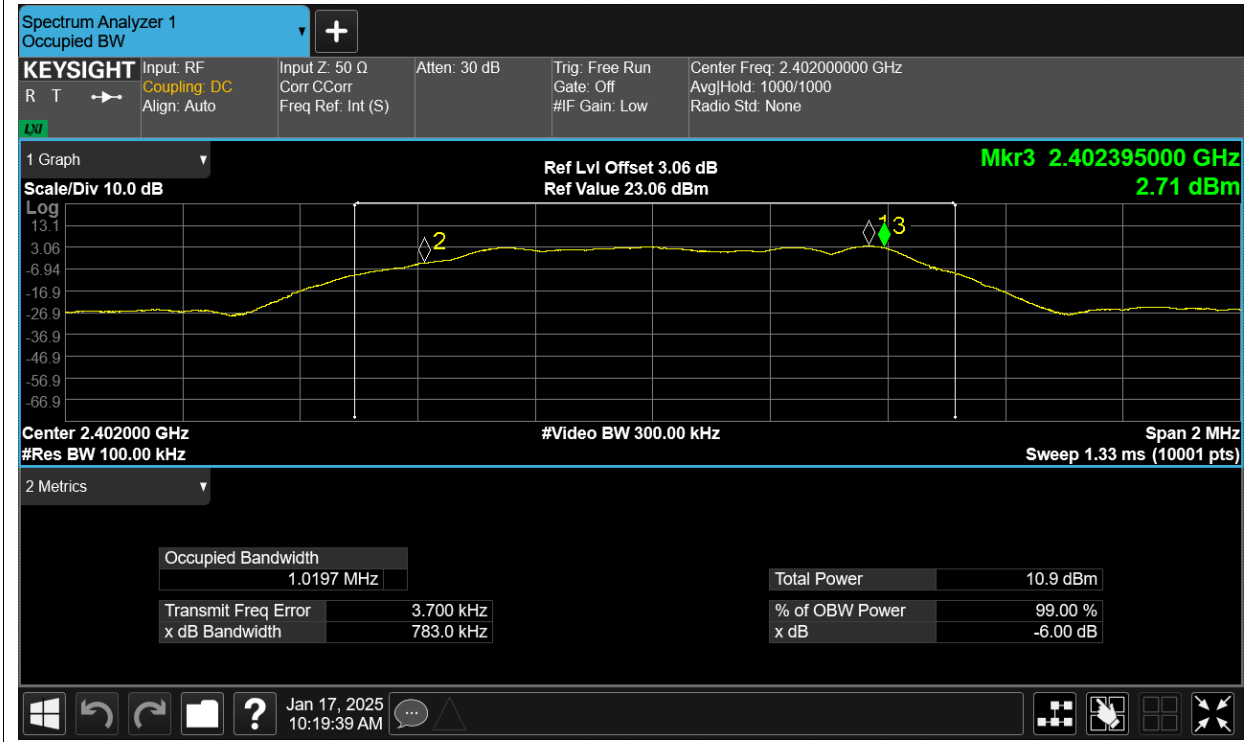 Spectrum Analyzer 1
Occupied BW
KEYSIGHT
R T
LXI
Input: RF
Coupling: DC
Align: Auto
Input Z: 50 Ω
Corr CCorr
Freq Ref: Int (S)
Atten: 30 dB
Trig: Free Run
Gate: Off
#IF Gain: Low
Center Freq: 2.402000000 GHz
Avg|Hold: 1000/1000
Radio Std: None
1 Graph
Scale/Div 10.0 dB
Ref Lvl Offset 3.06 dB
Ref Value 23.06 dBm
Mkr3 2.402395000 GHz
2.71 dBm
Log
13.1
3.06
-6.94
-16.9
-26.9
-36.9
-46.9
-56.9
-66.9
2
1
3
Center 2.402000 GHz
#Res BW 100.00 kHz
#Video BW 300.00 kHz
Span 2 MHz
Sweep 1.33 ms (10001 pts)
2 Metrics
Occupied Bandwidth
1.0197 MHz
Transmit Freq Error 3.700 kHz
x dB Bandwidth 783.0 kHz
Total Power 10.9 dBm
% of OBW Power 99.00 %
x dB -6.00 dB
?
Jan 17, 2025
10:19:39 AM